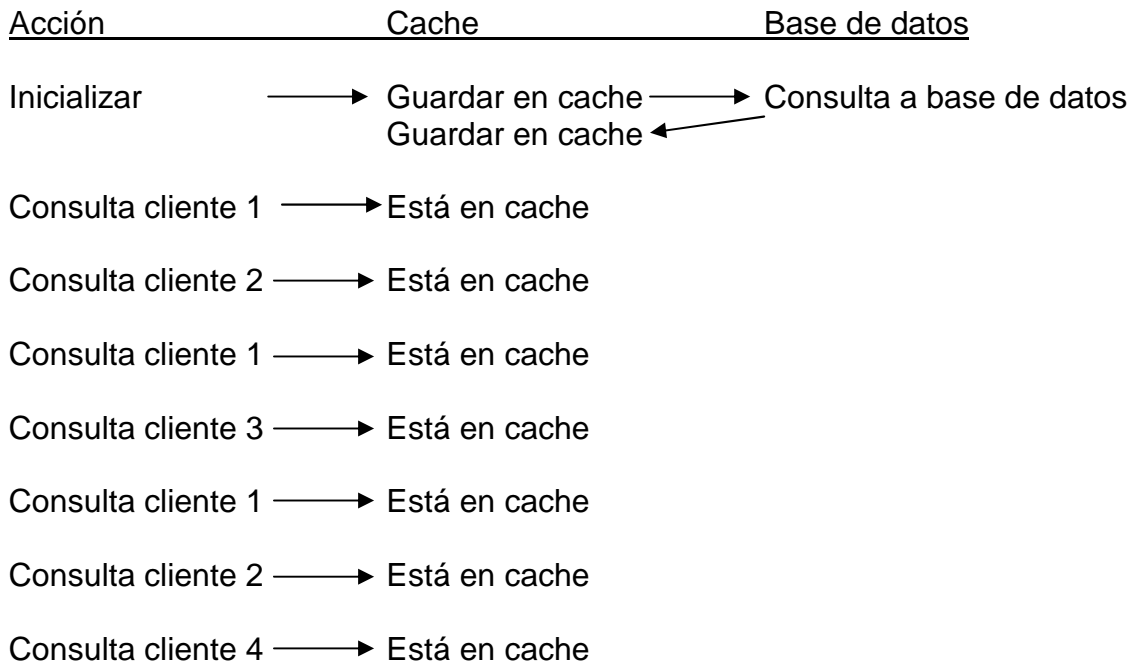 Acción Cache Base de datos
Inicializar Guardar en cache Consulta a base de datos
Guardar en cache
Consulta cliente 1 Está en cache
Consulta cliente 2 Está en cache
Consulta cliente 1 Está en cache
Consulta cliente 3 Está en cache
Consulta cliente 1 Está en cache
Consulta cliente 2 Está en cache
Consulta cliente 4 Está en cache